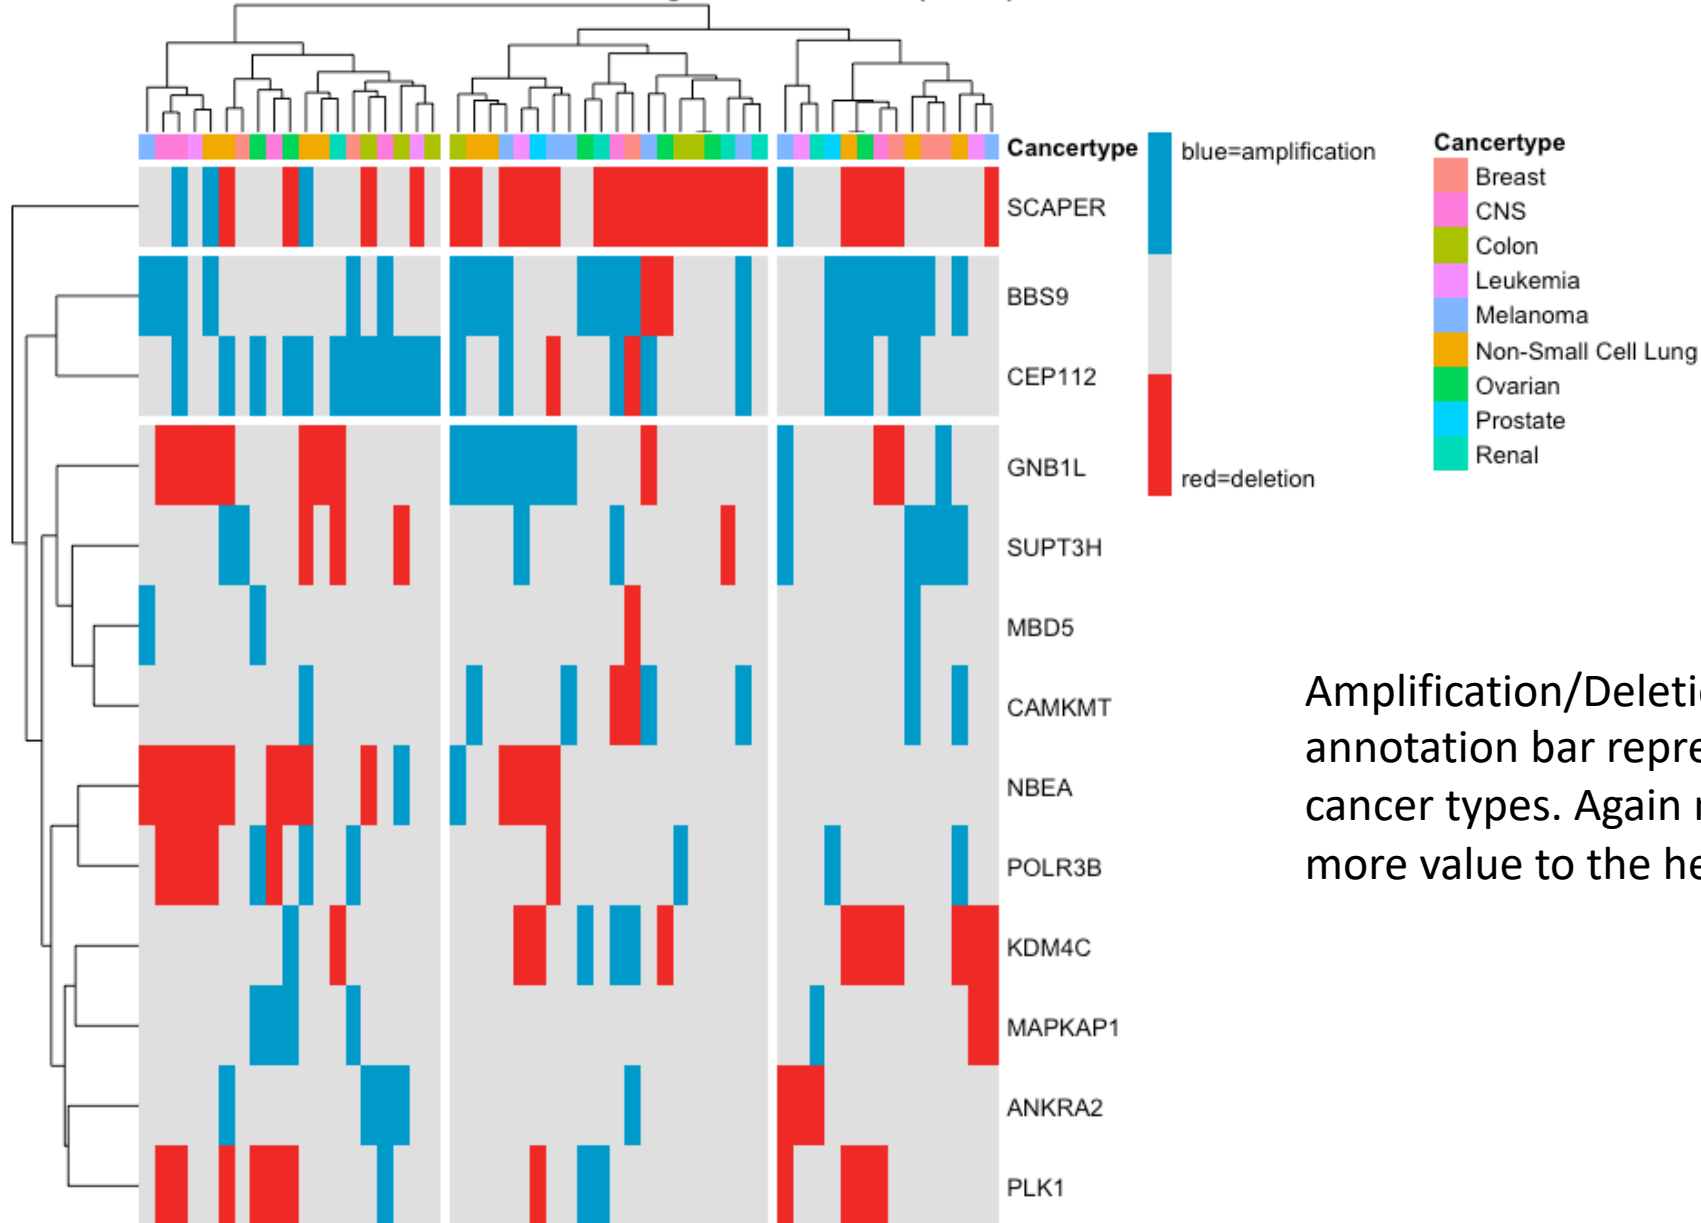 Cancertype
SCAPER
BBS9
CEP112
GNB1L
SUPT3H
MBD5
CAMKMT
NBEA
POLR3B
KDM4C
MAPKAP1
ANKRA2
PLK1
blue=amplification
red=deletion
Cancertype
Breast
CNS
Colon
Leukemia
Melanoma
Non-Small Cell Lung
Ovarian
Prostate
Renal
annotation bar
cancer types. Again
more value to the